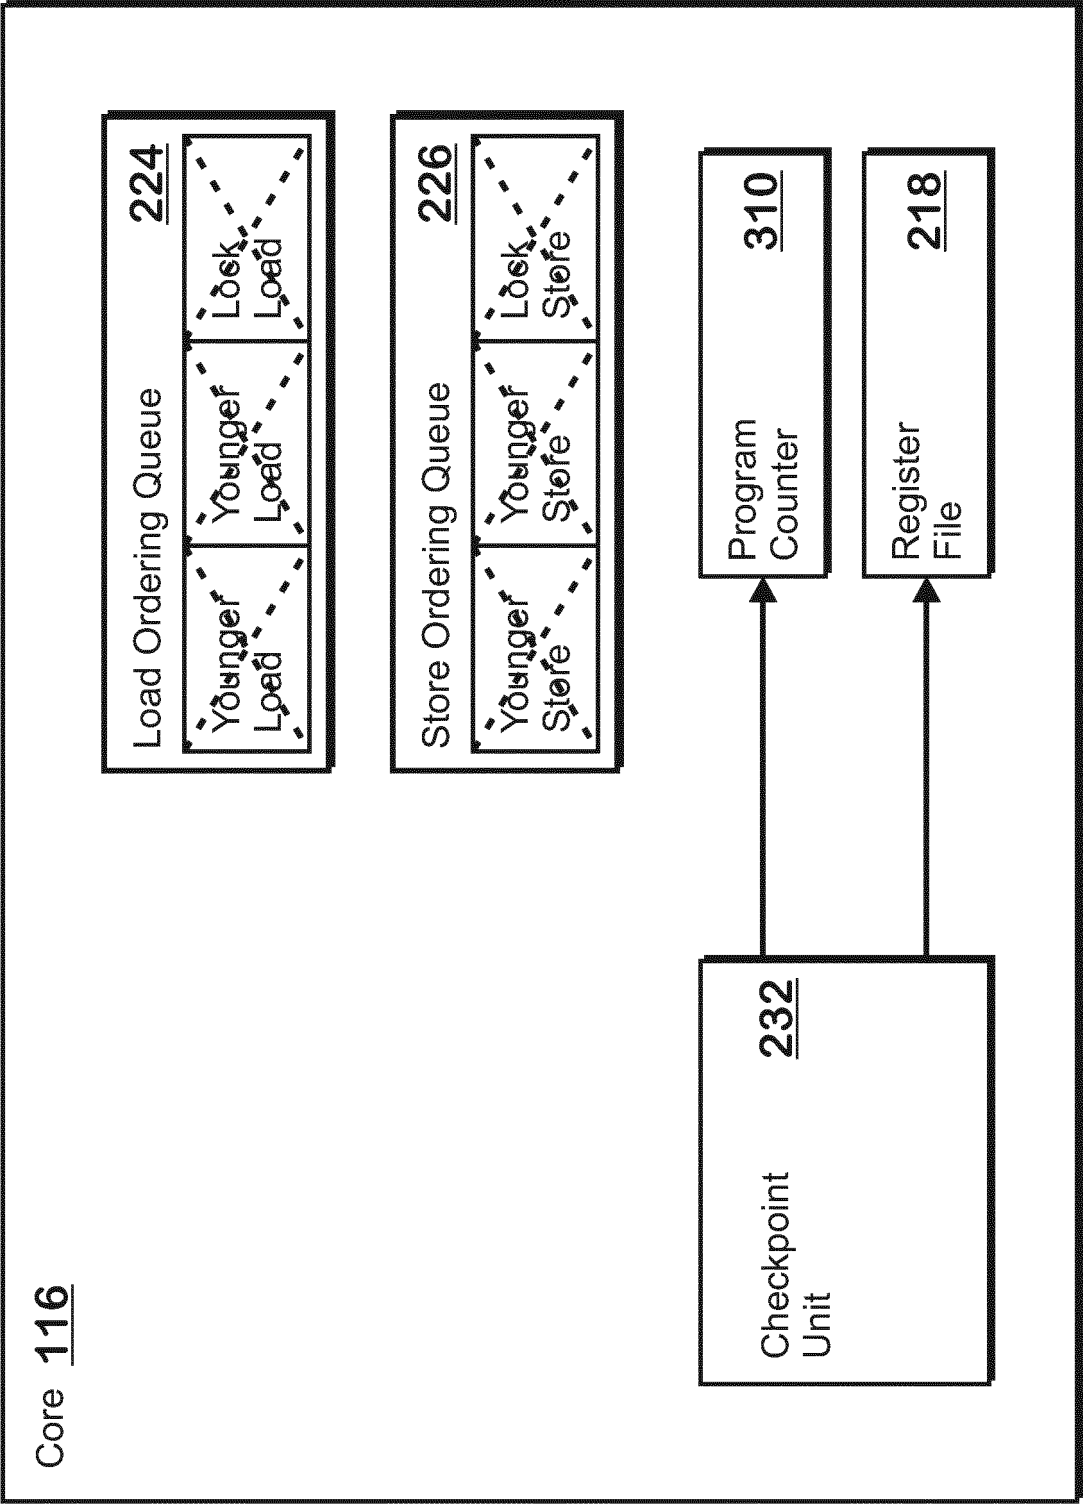 Core 116
Load Ordering Queue 224
Younger
Load
Younger
Load
Lock
Load
Store Ordering Queue 226
Younger
Store
Younger
Store
Lock
Store
Checkpoint
Unit
232
Program
Counter
310
Register
File
218